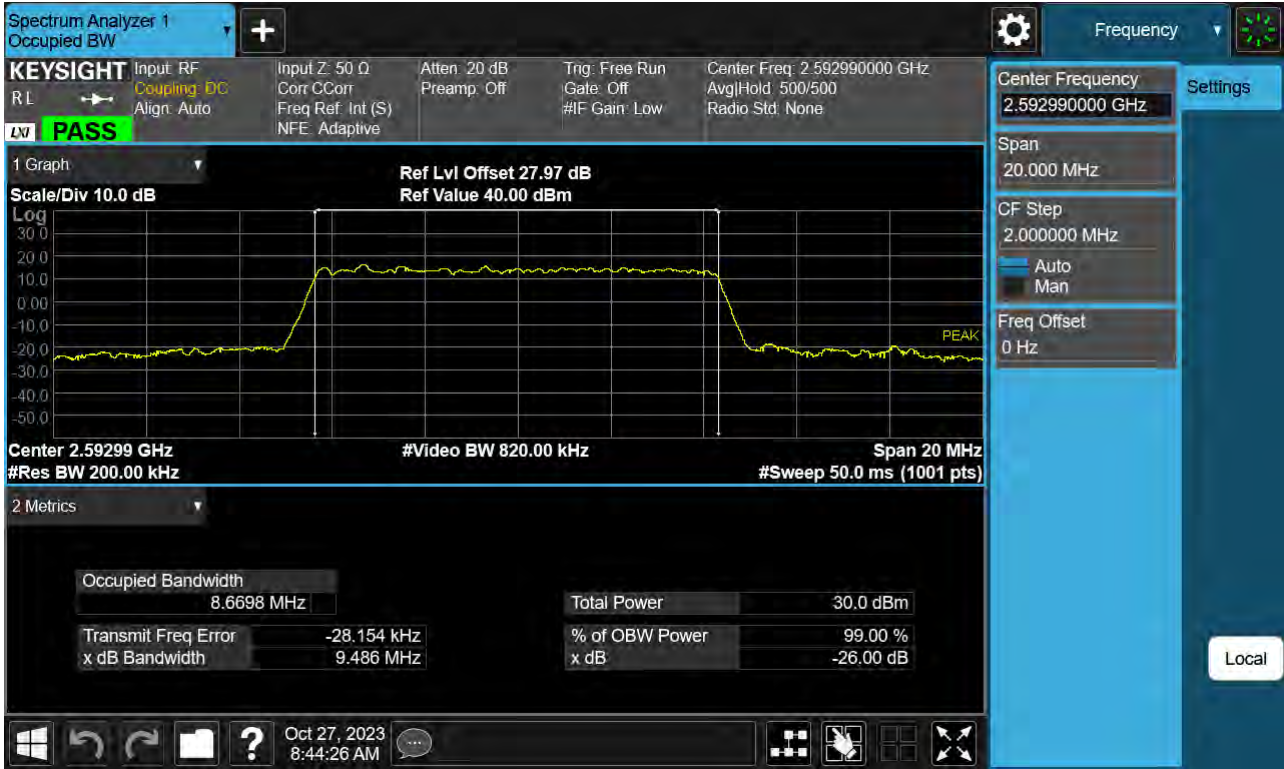 Spectrum Analyzer 1
Occupied BW
Frequency
KEYSIGHT
RL
LXI
PASS
Input: RF
Coupling: DC
Align: Auto
Input Z: 50 Ω
Corr CCorr
Freq Ref: Int (S)
NFE: Adaptive
Atten: 20 dB
Preamp: Off
Trig: Free Run
Gate: Off
#IF Gain: Low
Center Freq: 2.592990000 GHz
Avg|Hold: 500/500
Radio Std: None
Center Frequency
2.592990000 GHz
Settings
Span
20.000 MHz
CF Step
2.000000 MHz
Auto
Man
Freq Offset
0 Hz
Local
1 Graph
Scale/Div 10.0 dB
Ref Lvl Offset 27.97 dB
Ref Value 40.00 dBm
Log
30.0
20.0
10.0
0.00
-10.0
-20.0
-30.0
-40.0
-50.0
PEAK
Center 2.59299 GHz
#Video BW 820.00 kHz
Span 20 MHz
#Res BW 200.00 kHz
#Sweep 50.0 ms (1001 pts)
2 Metrics
Occupied Bandwidth
8.6698 MHz
Total Power 30.0 dBm
Transmit Freq Error -28.154 kHz
% of OBW Power 99.00 %
x dB Bandwidth 9.486 MHz
x dB -26.00 dB
?
Oct 27, 2023
8:44:26 AM